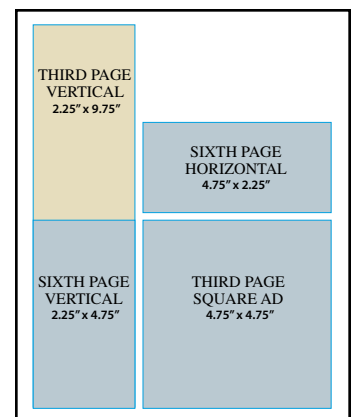 THIRD PAGE
VERTICAL
2.25” x 9.75”
SIXTH PAGE
HORIZONTAL
4.75” x 2.25”
SIXTH PAGE
VERTICAL
2.25” x 4.75”
THIRD PAGE
SQUARE AD
4.75” x 4.75”